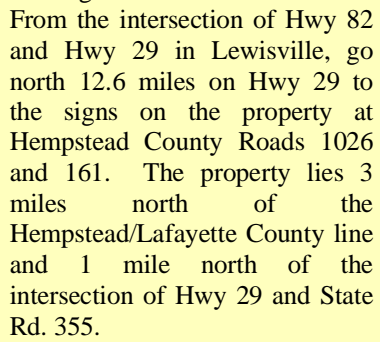 From the intersection of Hwy 82
and Hwy 29 in Lewisville, go
north 12.6 miles on Hwy 29 to
the signs on the property at
Hempstead County Roads 1026
and 161. The property lies 3
miles north of the
Hempstead/Lafayette County line
and 1 mile north of the
intersection of Hwy 29 and State
Rd. 355.